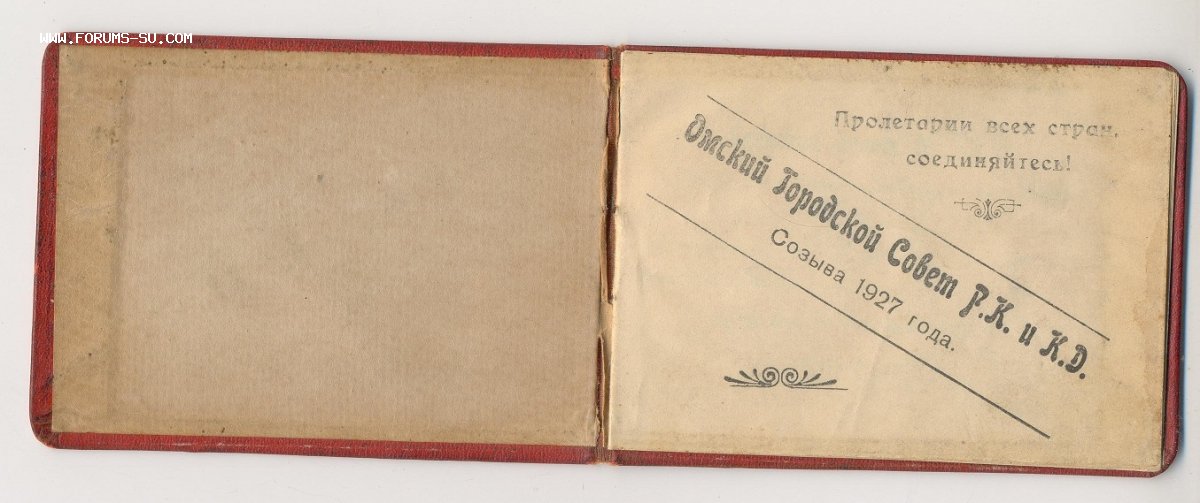 WWW.FORUMS-SU.COM
Пролетарии всех стран,
соединяйтесь!
Омский Городской Совет Р.К. и К.Д.
Созыва 1927 года.